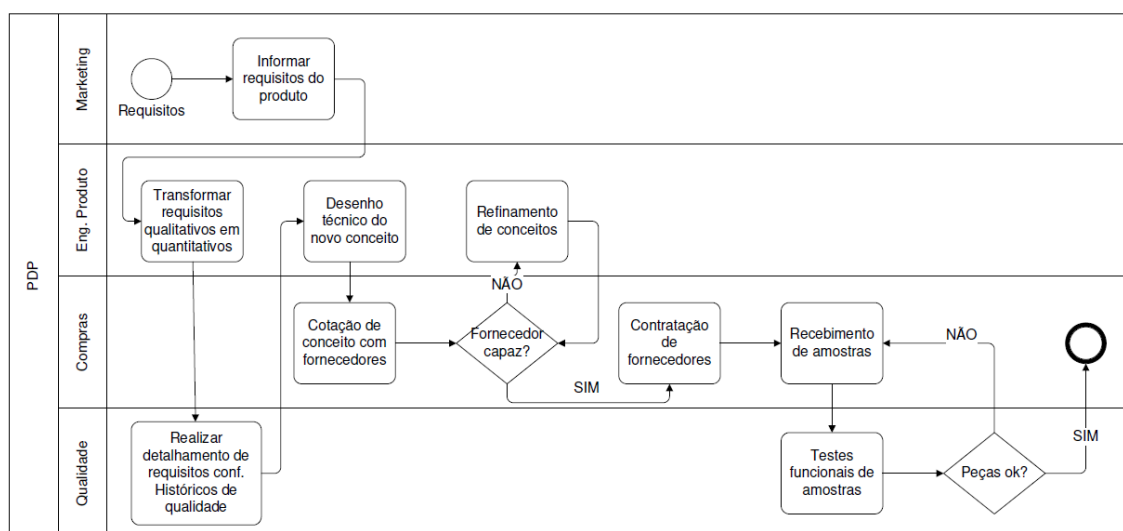 PDP
Marketing
Requisitos
Informar
requisitos do
produto
Eng. Produto
Transformar
requisitos
qualitativos em
quantitativos
Desenho
técnico do
novo conceito
Refinamento
de conceitos
Compras
Cotação de
conceito com
fornecedores
NÃO
Fornecedor
capaz?
SIM
Contratação
de
fornecedores
Recebimento
de amostras
NÃO
Qualidade
Realizar
detalhamento de
requisitos conf.
Históricos de
qualidade
Testes
funcionais de
amostras
Peças ok?
SIM